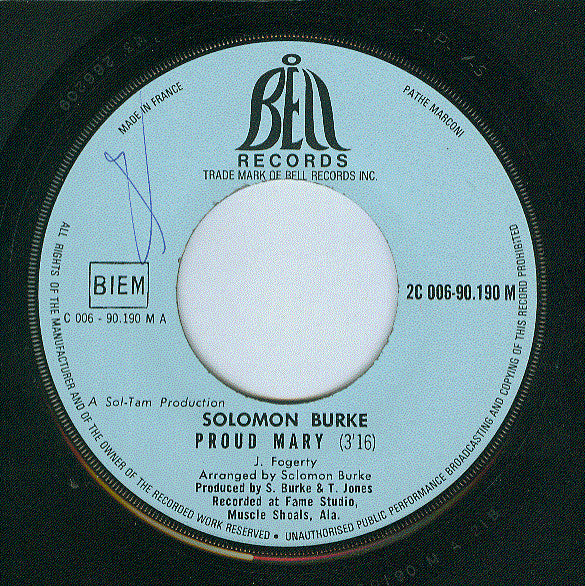 BELL
RECORDS
TRADE MARK OF BELL RECORDS INC.
MADE IN FRANCE
PATHE MARCONI
BIEM
C 006 - 90.190 M A
2C 006-90.190 M
A Sol-Tam Production
SOLOMON BURKE
PROUD MARY (3'16)
J. Fogerty
Arranged by Solomon Burke
Produced by S. Burke & T. Jones
Recorded at Fame Studio,
Muscle Shoals, Ala.
ALL RIGHTS OF THE MANUFACTURER AND OF THE OWNER OF THE RECORDED WORK RESERVED • UNAUTHORISED PUBLIC PERFORMANCE BROADCASTING AND COPYING OF THIS RECORD PROHIBITED